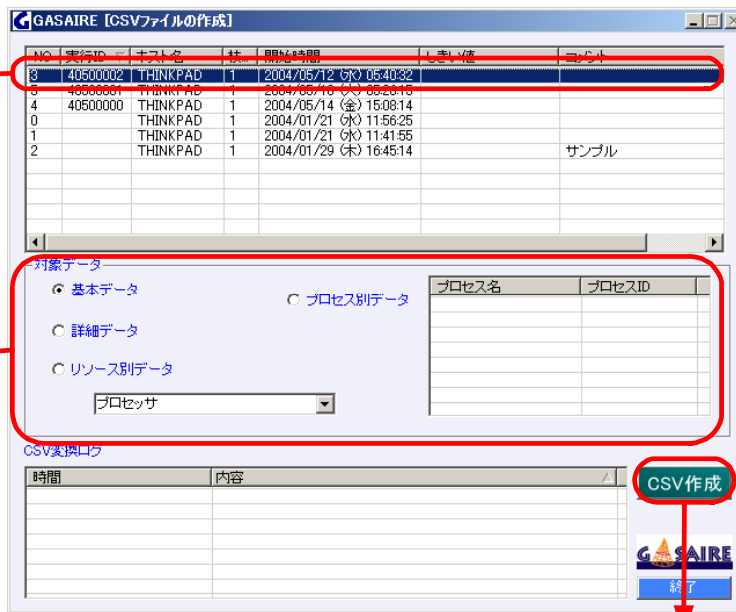 GASAIRE [CSVファイルの作成]
NO 実行ID ホスト名 枝... 開始時間 しきい値 コメント
3 40500002 THINKPAD 1 2004/05/12 (水) 05:40:32
5 40500001 THINKPAD 1
4 40500000 THINKPAD 1 2004/05/14 (金) 15:08:14
0 THINKPAD 1 2004/01/21 (水) 11:56:25
1 THINKPAD 1 2004/01/21 (水) 11:41:55
2 THINKPAD 1 2004/01/29 (木) 16:45:14 サンプル
対象データ
基本データ
プロセス別データ
プロセス名 プロセスID
詳細データ
リソース別データ
プロセッサ
CSV変換ログ
時間 内容
CSV作成
GASAIRE
終了